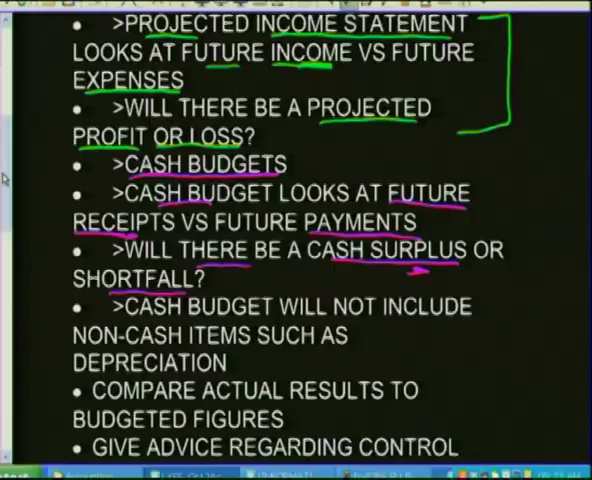 • >PROJECTED INCOME STATEMENT
LOOKS AT FUTURE INCOME VS FUTURE
EXPENSES
• >WILL THERE BE A PROJECTED
PROFIT OR LOSS?
• >CASH BUDGETS
• >CASH BUDGET LOOKS AT FUTURE
RECEIPTS VS FUTURE PAYMENTS
• >WILL THERE BE A CASH SURPLUS OR
SHORTFALL?
• >CASH BUDGET WILL NOT INCLUDE
NON-CASH ITEMS SUCH AS
DEPRECIATION
• COMPARE ACTUAL RESULTS TO
BUDGETED FIGURES
• GIVE ADVICE REGARDING CONTROL